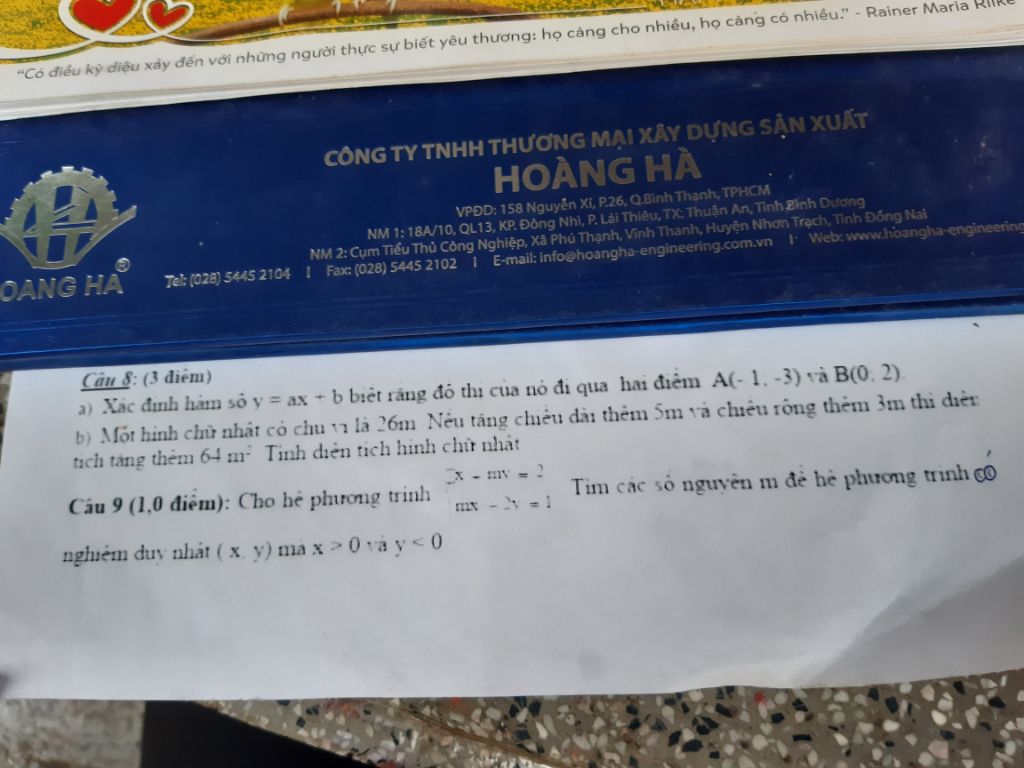 "Có điều kỳ diệu xảy đến với những người thực sự biết yêu thương: họ càng cho nhiều, họ càng có nhiều." - Rainer Maria Rilke
CÔNG TY TNHH THƯƠNG MẠI XÂY DỰNG SẢN XUẤT
HOÀNG HÀ
VPĐD: 158 Nguyễn Xí, P.26, Q.Bình Thạnh, TPHCM
NM 1: 18A/10, QL13, KP. Đông Nhì, P. Lái Thiêu, TX: Thuận An, Tỉnh Bình Dương
NM 2: Cụm Tiểu Thủ Công Nghiệp, Xã Phú Thạnh, Vĩnh Thanh, Huyện Nhơn Trạch, Tỉnh Đồng Nai
Tel: (028) 5445 2104 I Fax: (028) 5445 2102 I E-mail: info@hoangha-engineering.com.vn I Web: www.hoangha-engineering
OANG HA ®
Câu 8: (3 điểm)
a) Xác định hàm số y = ax + b biết rằng đồ thị của nó đi qua hai điểm A(- 1, -3) và B(0, 2).
b) Một hình chữ nhật có chu vi là 26m Nếu tăng chiều dài thêm 5m và chiều rộng thêm 3m thì diện
tích tăng thêm 64 m² Tính diện tích hình chữ nhật
Câu 9 (1,0 điểm): Cho hệ phương trình mx - 2y = 1 Tìm các số nguyên m để hệ phương trình có
nghiệm duy nhất ( x, y) mà x > 0 và y < 0